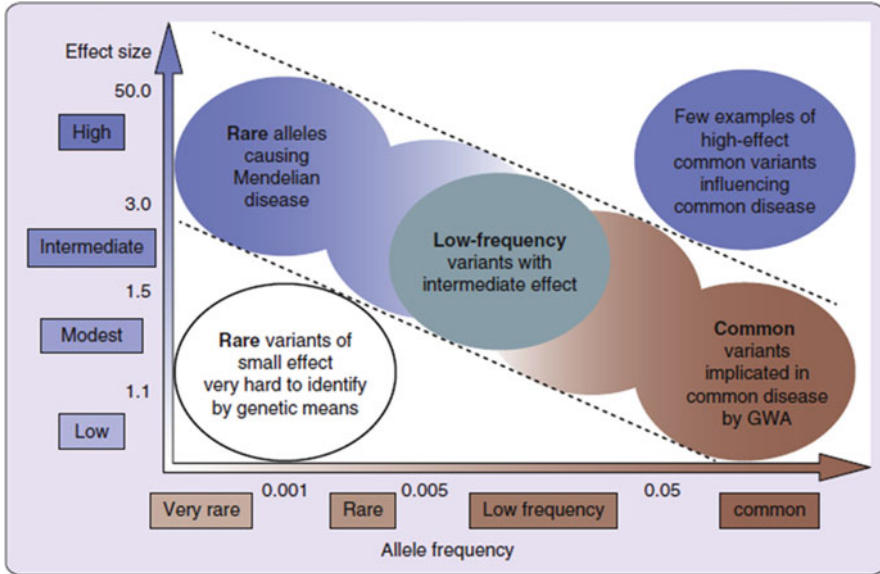 Effect size
50.0
High
3.0
Intermediate
1.5
Modest
1.1
Low
Rare alleles
causing
Mendelian
disease
Few examples of
high-effect
common variants
influencing
common disease
Low-frequency
variants with
intermediate effect
Rare variants of
small effect
very hard to identify
by genetic means
Common
variants
implicated in
common disease
by GWA
0.001
0.005
0.05
Very rare
Rare
Low frequency
common
Allele frequency